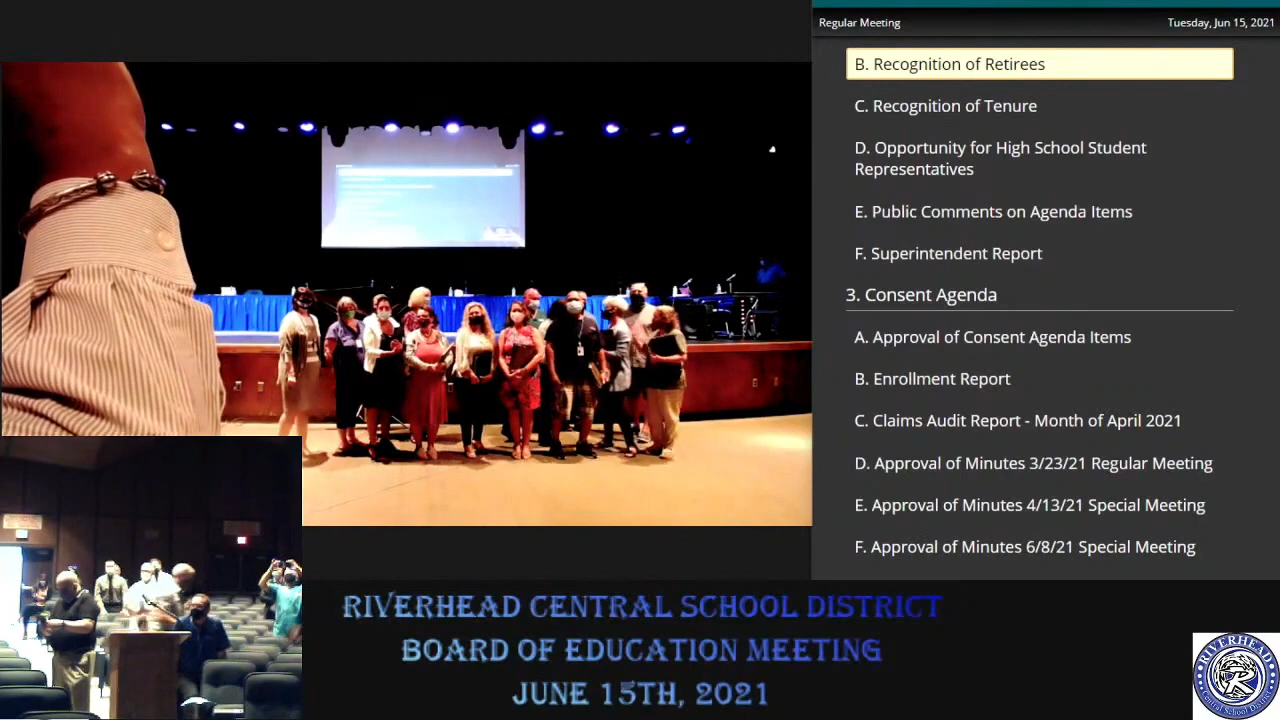 Regular Meeting
Tuesday, Jun 15, 2021
B. Recognition of Retirees
C. Recognition of Tenure
D. Opportunity for High School Student
Representatives
E. Public Comments on Agenda Items
F. Superintendent Report
3. Consent Agenda
A. Approval of Consent Agenda Items
B. Enrollment Report
C. Claims Audit Report - Month of April 2021
D. Approval of Minutes 3/23/21 Regular Meeting
E. Approval of Minutes 4/13/21 Special Meeting
F. Approval of Minutes 6/8/21 Special Meeting
RIVERHEAD CENTRAL SCHOOL DISTRICT
BOARD OF EDUCATION MEETING
JUNE 15TH, 2021
RIVERHEAD
R
Central School District